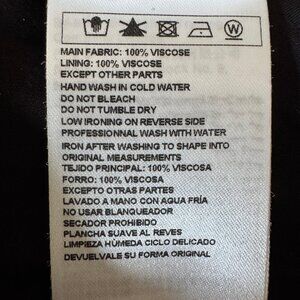 MAIN FABRIC: 100% VISCOSE
LINING: 100% VISCOSE
EXCEPT OTHER PARTS
HAND WASH IN COLD WATER
DO NOT BLEACH
DO NOT TUMBLE DRY
LOW IRONING ON REVERSE SIDE
PROFESSIONNAL WASH WITH WATER
IRON AFTER WASHING TO SHAPE INTO
ORIGINAL MEASUREMENTS
TEJIDO PRINCIPAL: 100% VISCOSA
FORRO: 100% VISCOSA
EXCEPTO OTRAS PARTES
LAVADO A MANO CON AGUA FRÍA
NO USAR BLANQUEADOR
SECADOR PROHIBIDO
PLANCHA SUAVE AL REVES
LIMPIEZA HÚMEDA CICLO DELICADO
DEVUELVALE SU FORMA ORIGINAL